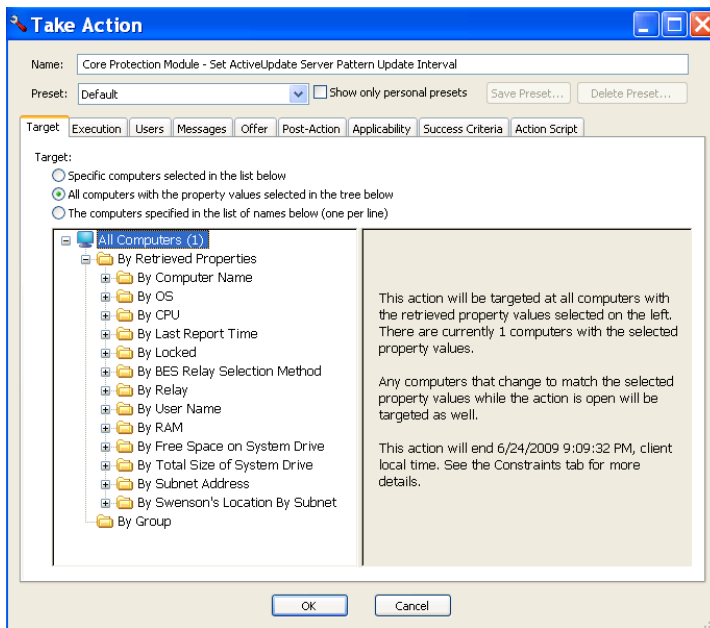 Take Action
Name: Core Protection Module - Set ActiveUpdate Server Pattern Update Interval
Preset: Default Show only personal presets Save Preset... Delete Preset...
Target Execution Users Messages Offer Post-Action Applicability Success Criteria Action Script
Target:
Specific computers selected in the list below
All computers with the property values selected in the tree below
The computers specified in the list of names below (one per line)
All Computers (1)
By Retrieved Properties
By Computer Name
By OS
By CPU
By Last Report Time
By Locked
By BES Relay Selection Method
By Relay
By User Name
By RAM
By Free Space on System Drive
By Total Size of System Drive
By Subnet Address
By Swenson's Location By Subnet
By Group
This action will be targeted at all computers with
the retrieved property values selected on the left.
There are currently 1 computers with the selected
property values.
Any computers that change to match the selected
property values while the action is open will be
targeted as well.
This action will end 6/24/2009 9:09:32 PM, client
local time. See the Constraints tab for more
details.
OK Cancel